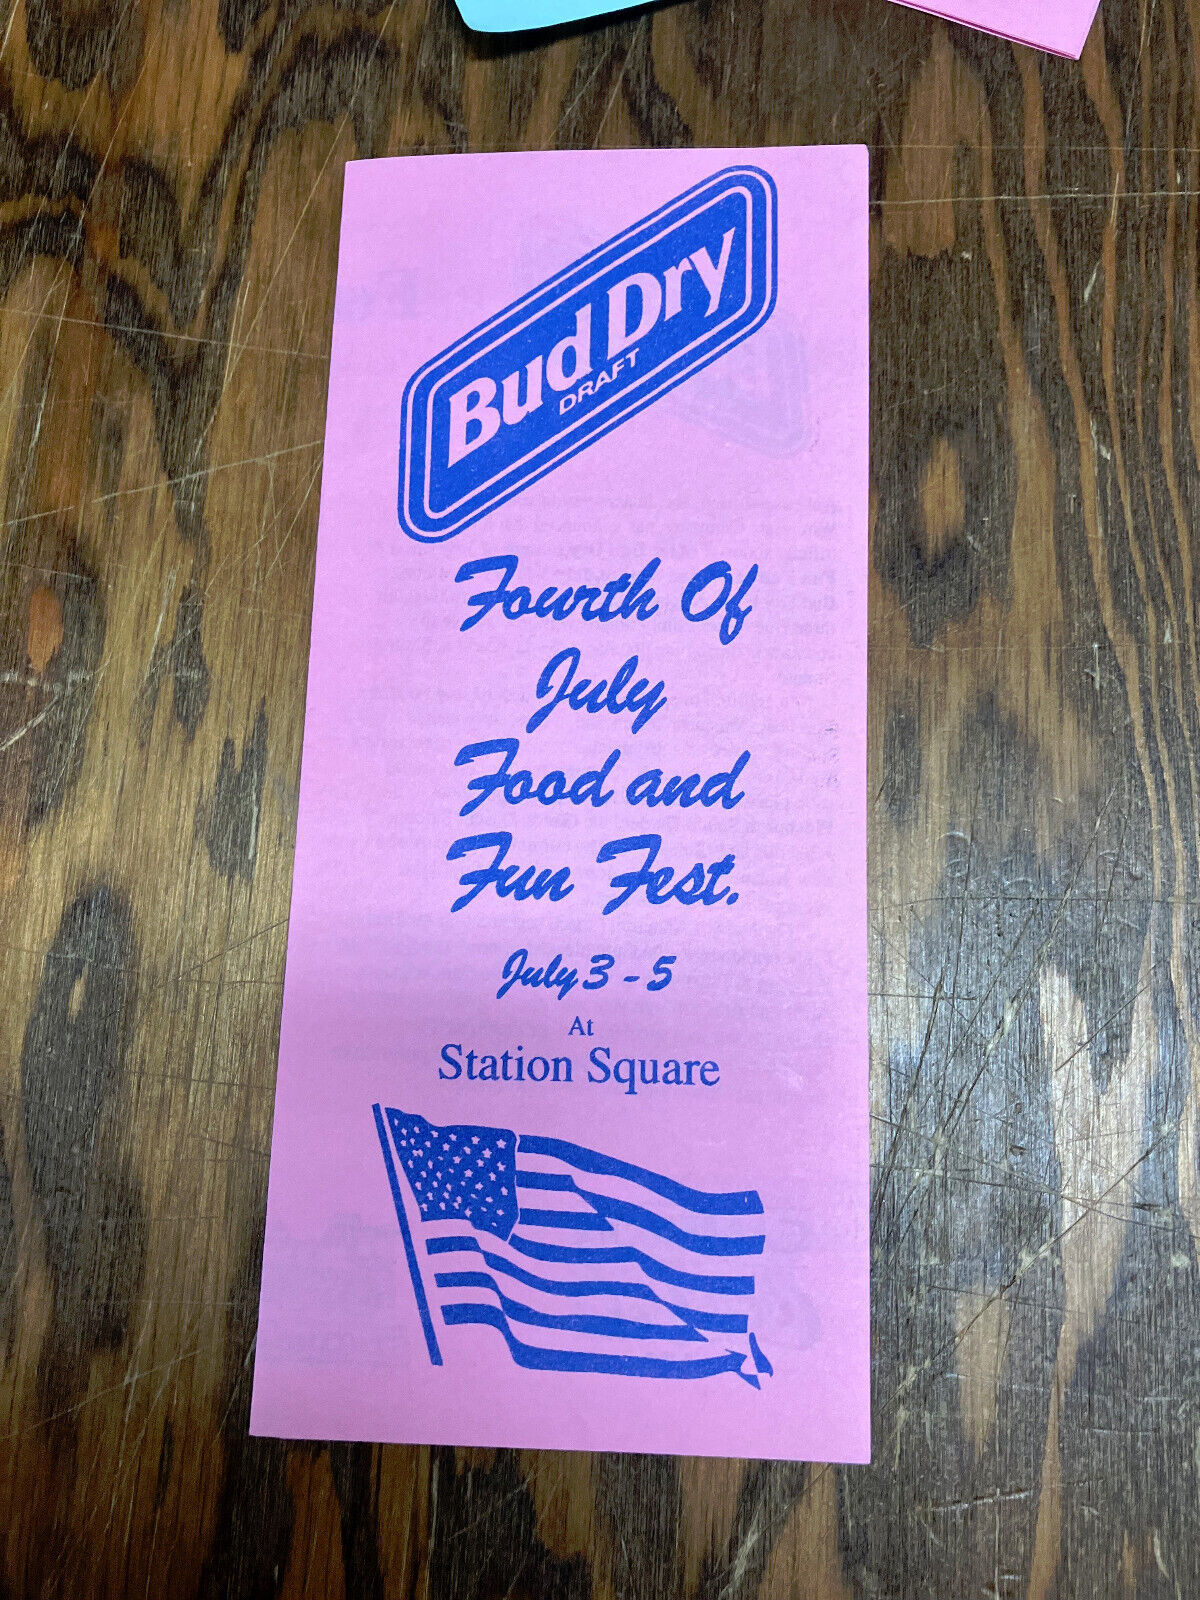 Bud Dry
DRAFT
Fourth Of
July
Food and
Fun Fest.
July 3 - 5
At
Station Square